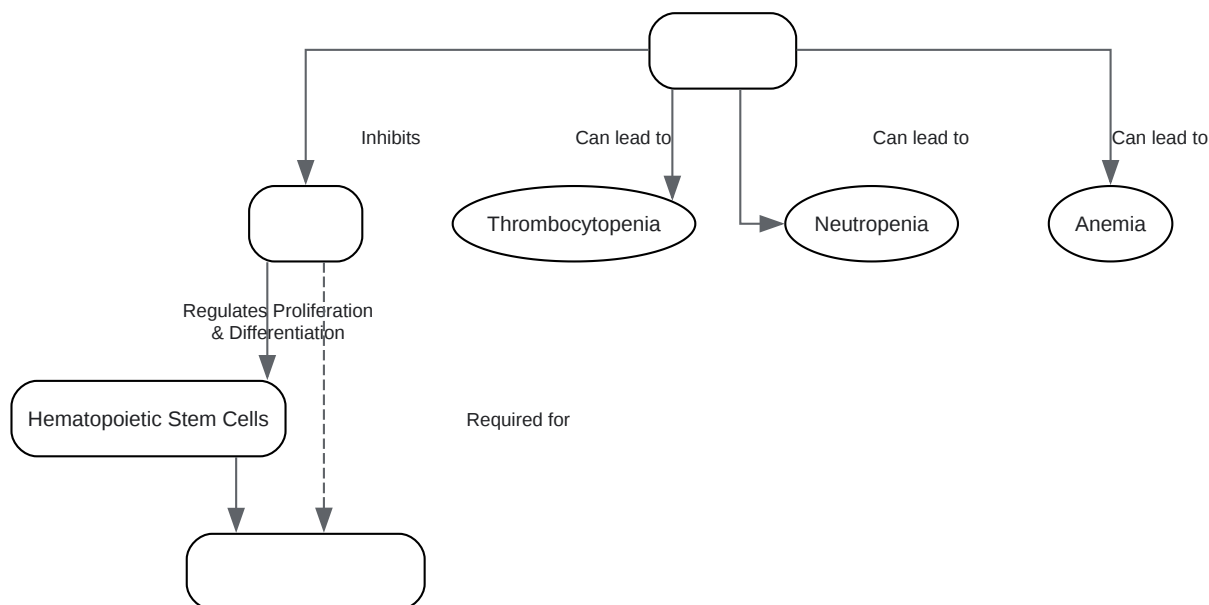 Inhibits
Can lead to
Can lead to
Can lead to
Thrombocytopenia
Neutropenia
Anemia
Regulates Proliferation
& Differentiation
Hematopoietic Stem Cells
Required for